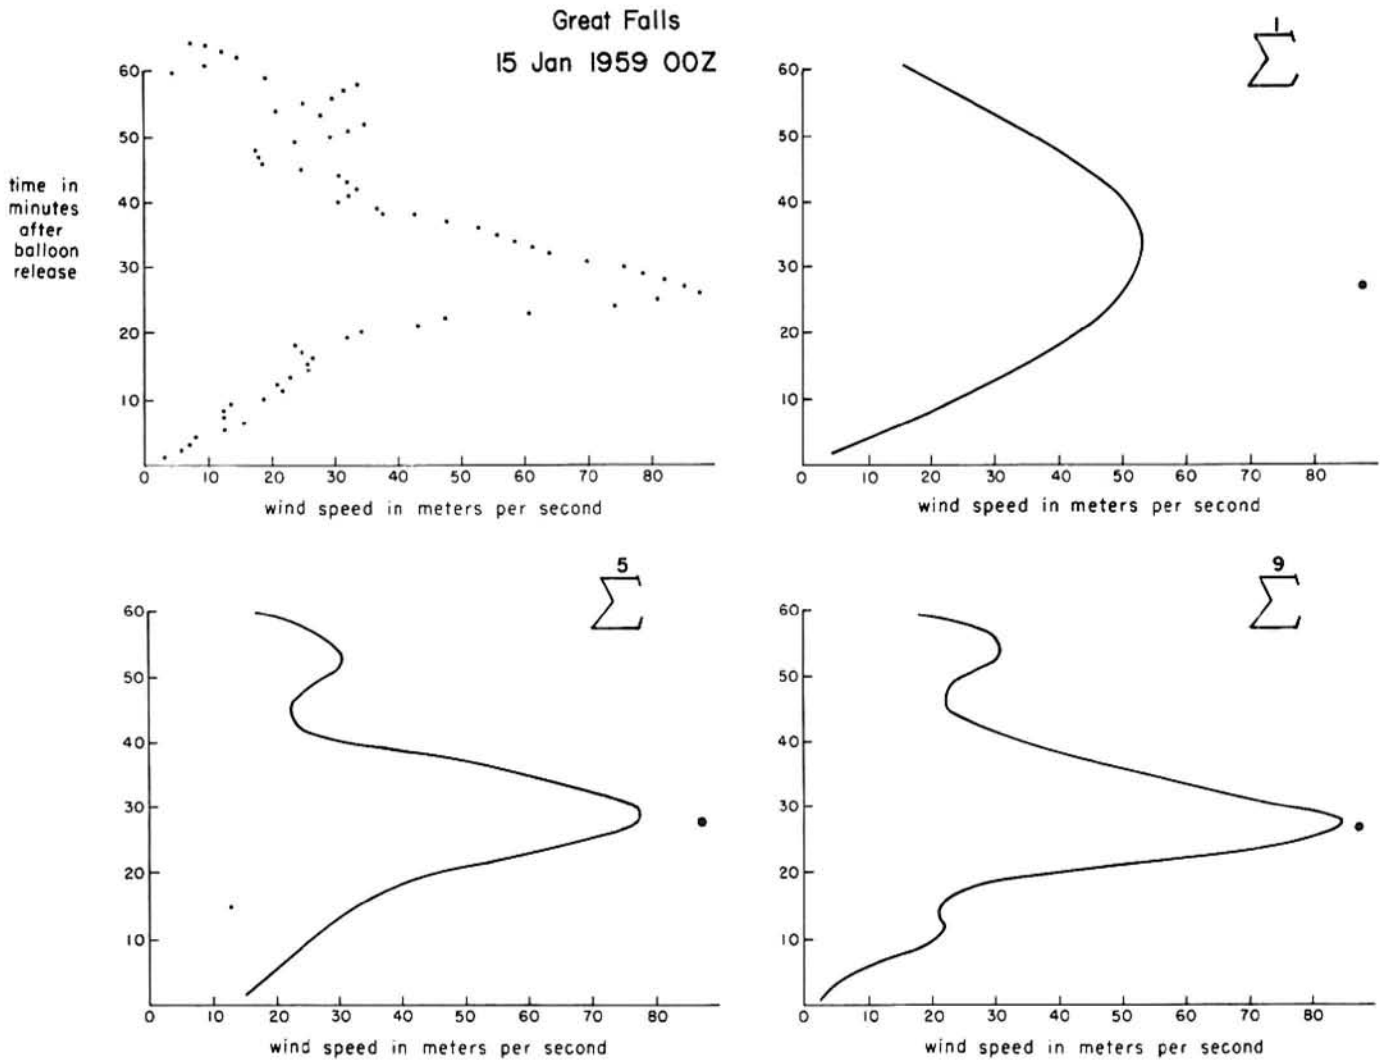 Great Falls
15 Jan 1959 00Z
60
50
40
30
20
10
time in
minutes
after
balloon
release
0 10 20 30 40 50 60 70 80
wind speed in meters per second
1
Σ
60
50
40
30
20
10
0 10 20 30 40 50 60 70 80
wind speed in meters per second
5
Σ
60
50
40
30
20
10
0 10 20 30 40 50 60 70 80
wind speed in meters per second
9
Σ
60
50
40
30
20
10
0 10 20 30 40 50 60 70 80
wind speed in meters per second